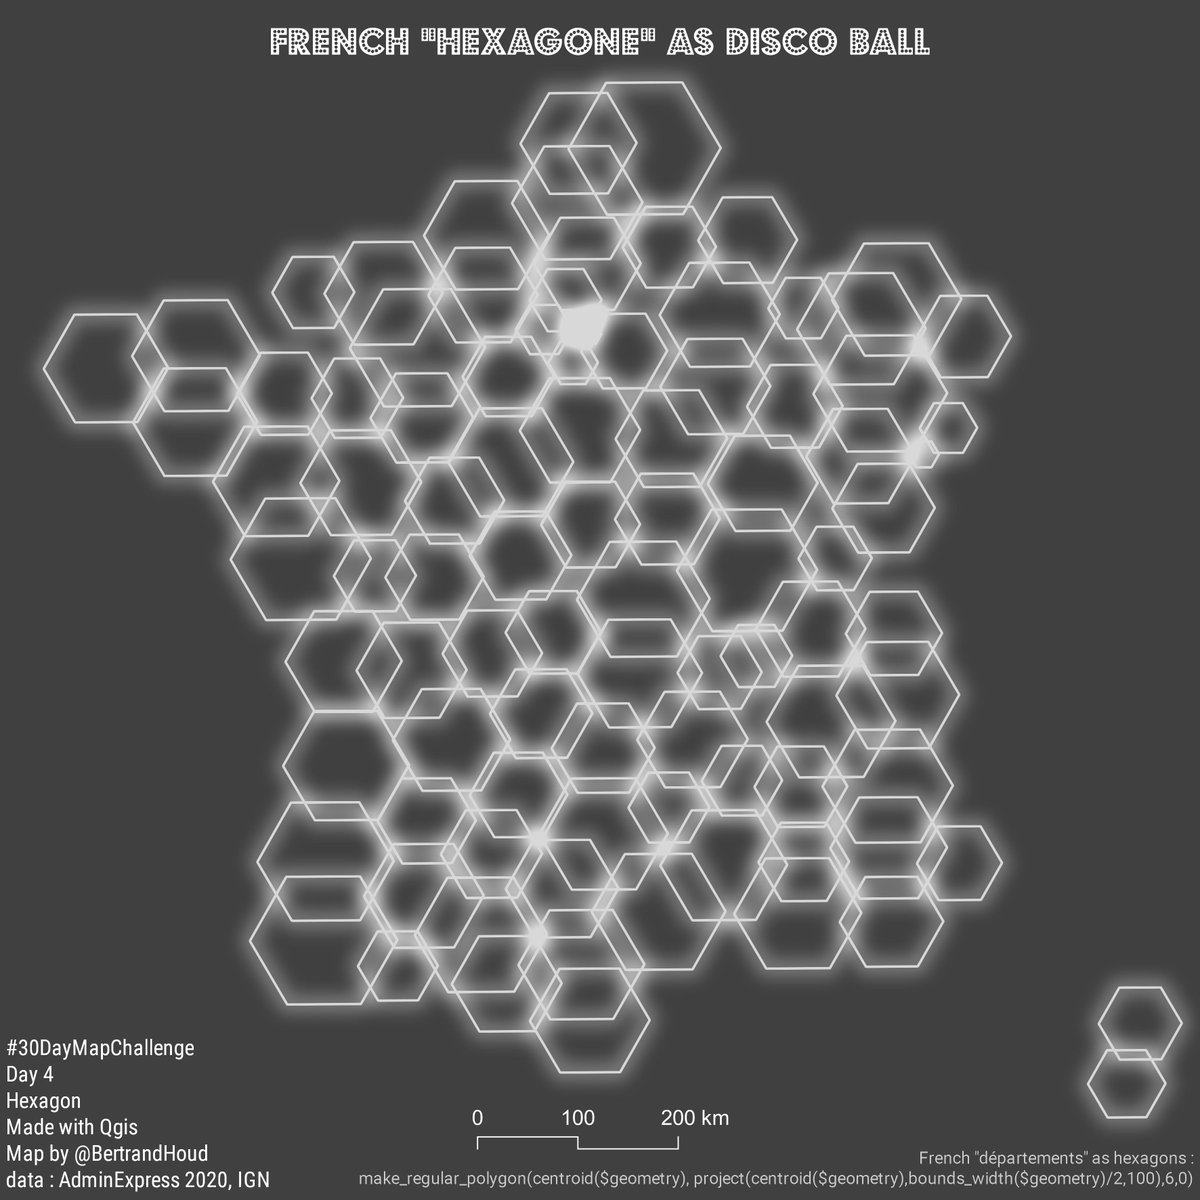 FRENCH "HEXAGONE" AS DISCO BALL
#30DayMapChallenge
Day 4
Hexagon
Made with Qgis
Map by @BertrandHoud
data : AdminExpress 2020, IGN
0 100 200 km
French "départements" as hexagons :
make_regular_polygon(centroid($geometry), project(centroid($geometry),bounds_width($geometry)/2,100),6,0)